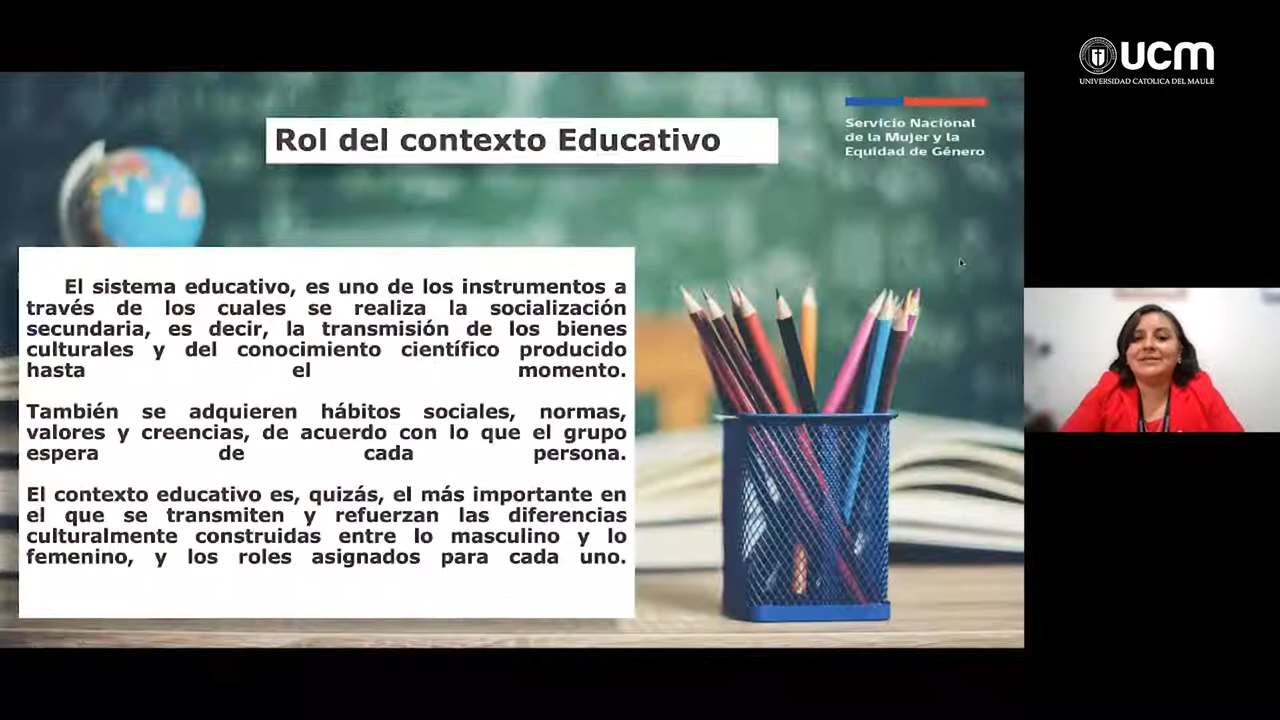 ucm
UNIVERSIDAD CATOLICA DEL MAULE
Rol del contexto Educativo
Servicio Nacional
de la Mujer y la
Equidad de Género
El sistema educativo, es uno de los instrumentos a
través de los cuales se realiza la socialización
secundaria, es decir, la transmisión de los bienes
culturales y del conocimiento científico producido
hasta el momento.
También se adquieren hábitos sociales, normas,
valores y creencias, de acuerdo con lo que el grupo
espera de cada persona.
El contexto educativo es, quizás, el más importante en
el que se transmiten y refuerzan las diferencias
culturalmente construidas entre lo masculino y lo
femenino, y los roles asignados para cada uno.